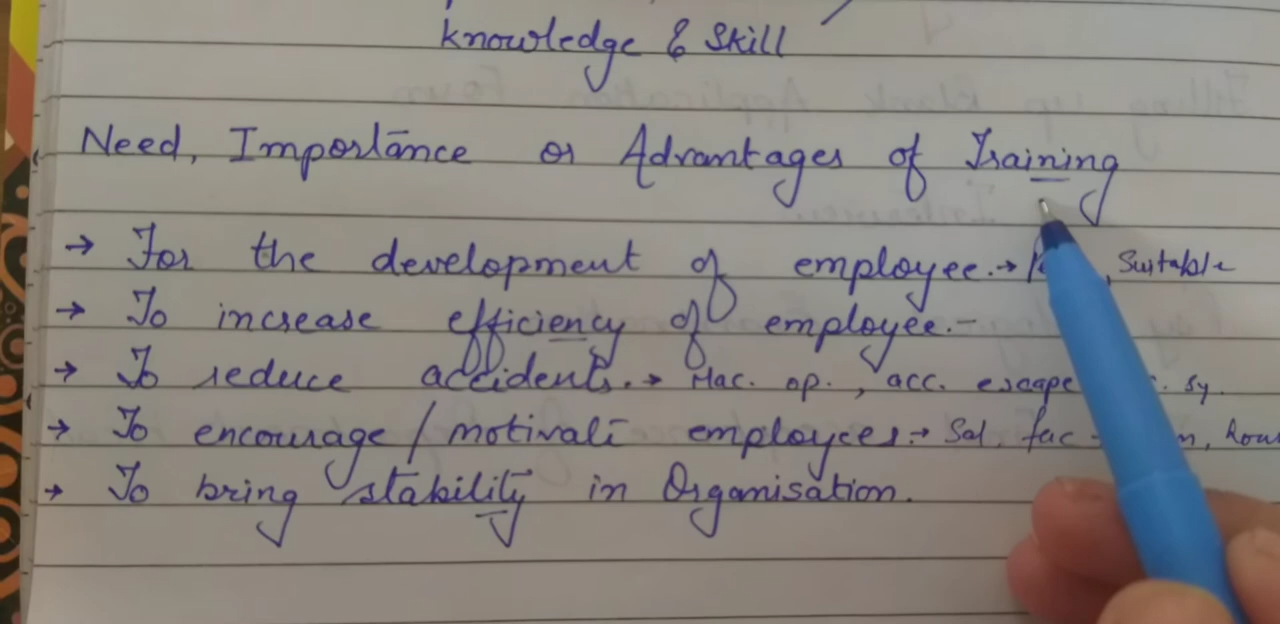 knowledge & Skill
Need, Importance or Advantages of Training
→ For the development of employee.→ , Suitable
→ To increase efficiency of employee.-
→ To reduce accidents.→ Mac. op., acc. escape sy.
→ To encourage/motivate employees→ Sal, fac
→ To bring stability in Organisation.